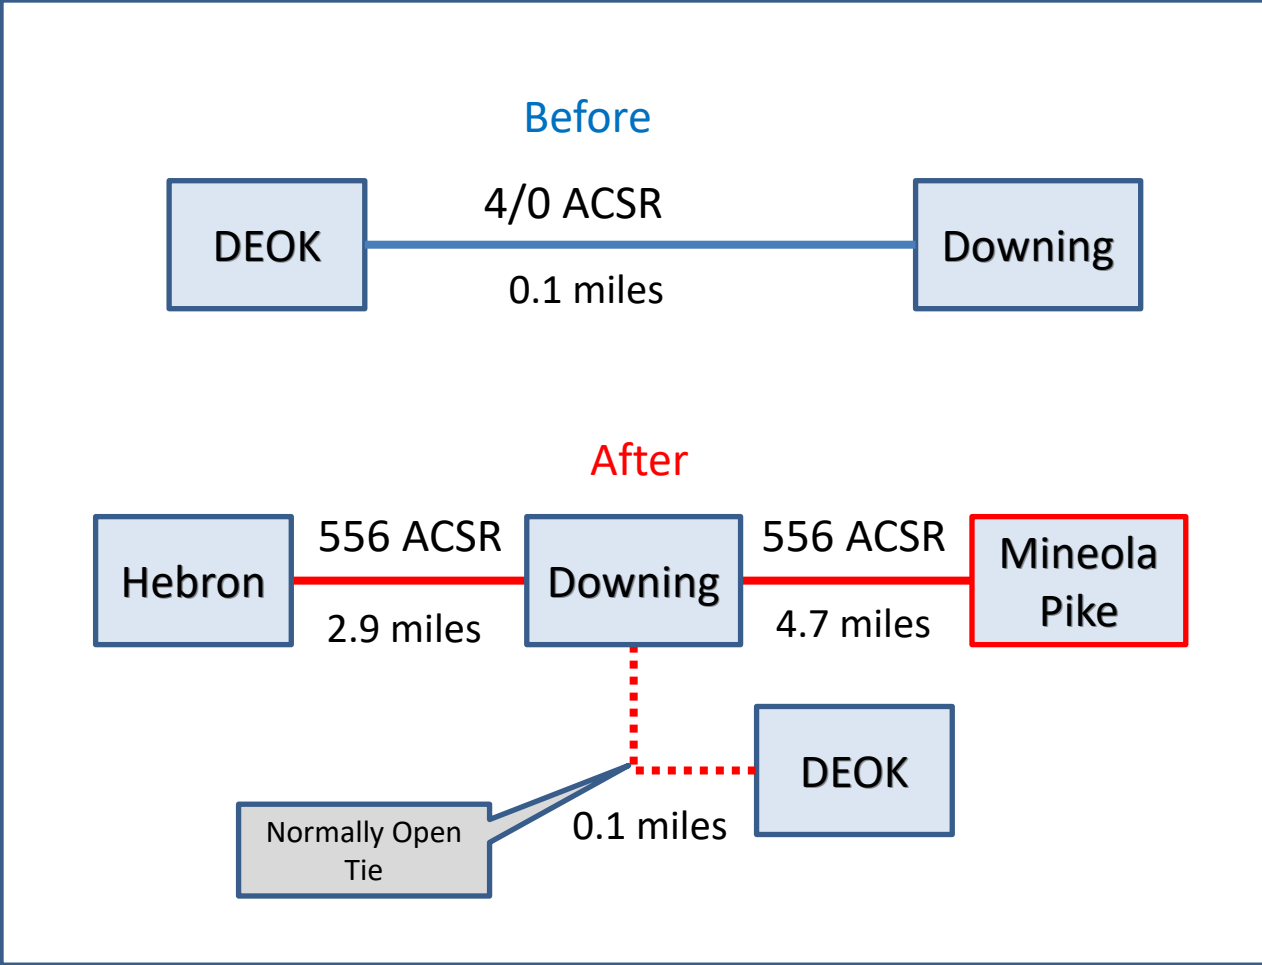 Before
4/0 ACSR
DEOK
Downing
0.1 miles
After
556 ACSR
556 ACSR
Hebron
Downing
Mineola
Pike
2.9 miles
4.7 miles
DEOK
Normally Open
Tie
0.1 miles